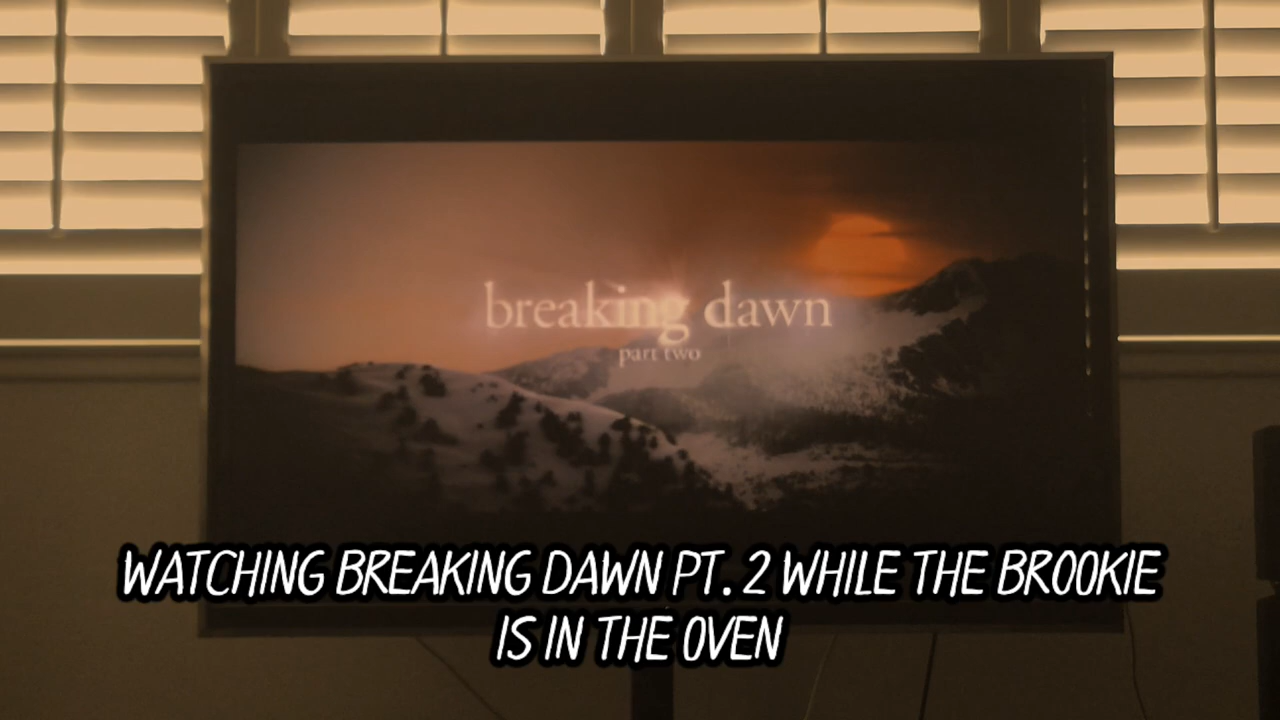 breaking dawn
part two
WATCHING BREAKING DAWN PT. 2 WHILE THE BROOKIE
IS IN THE OVEN